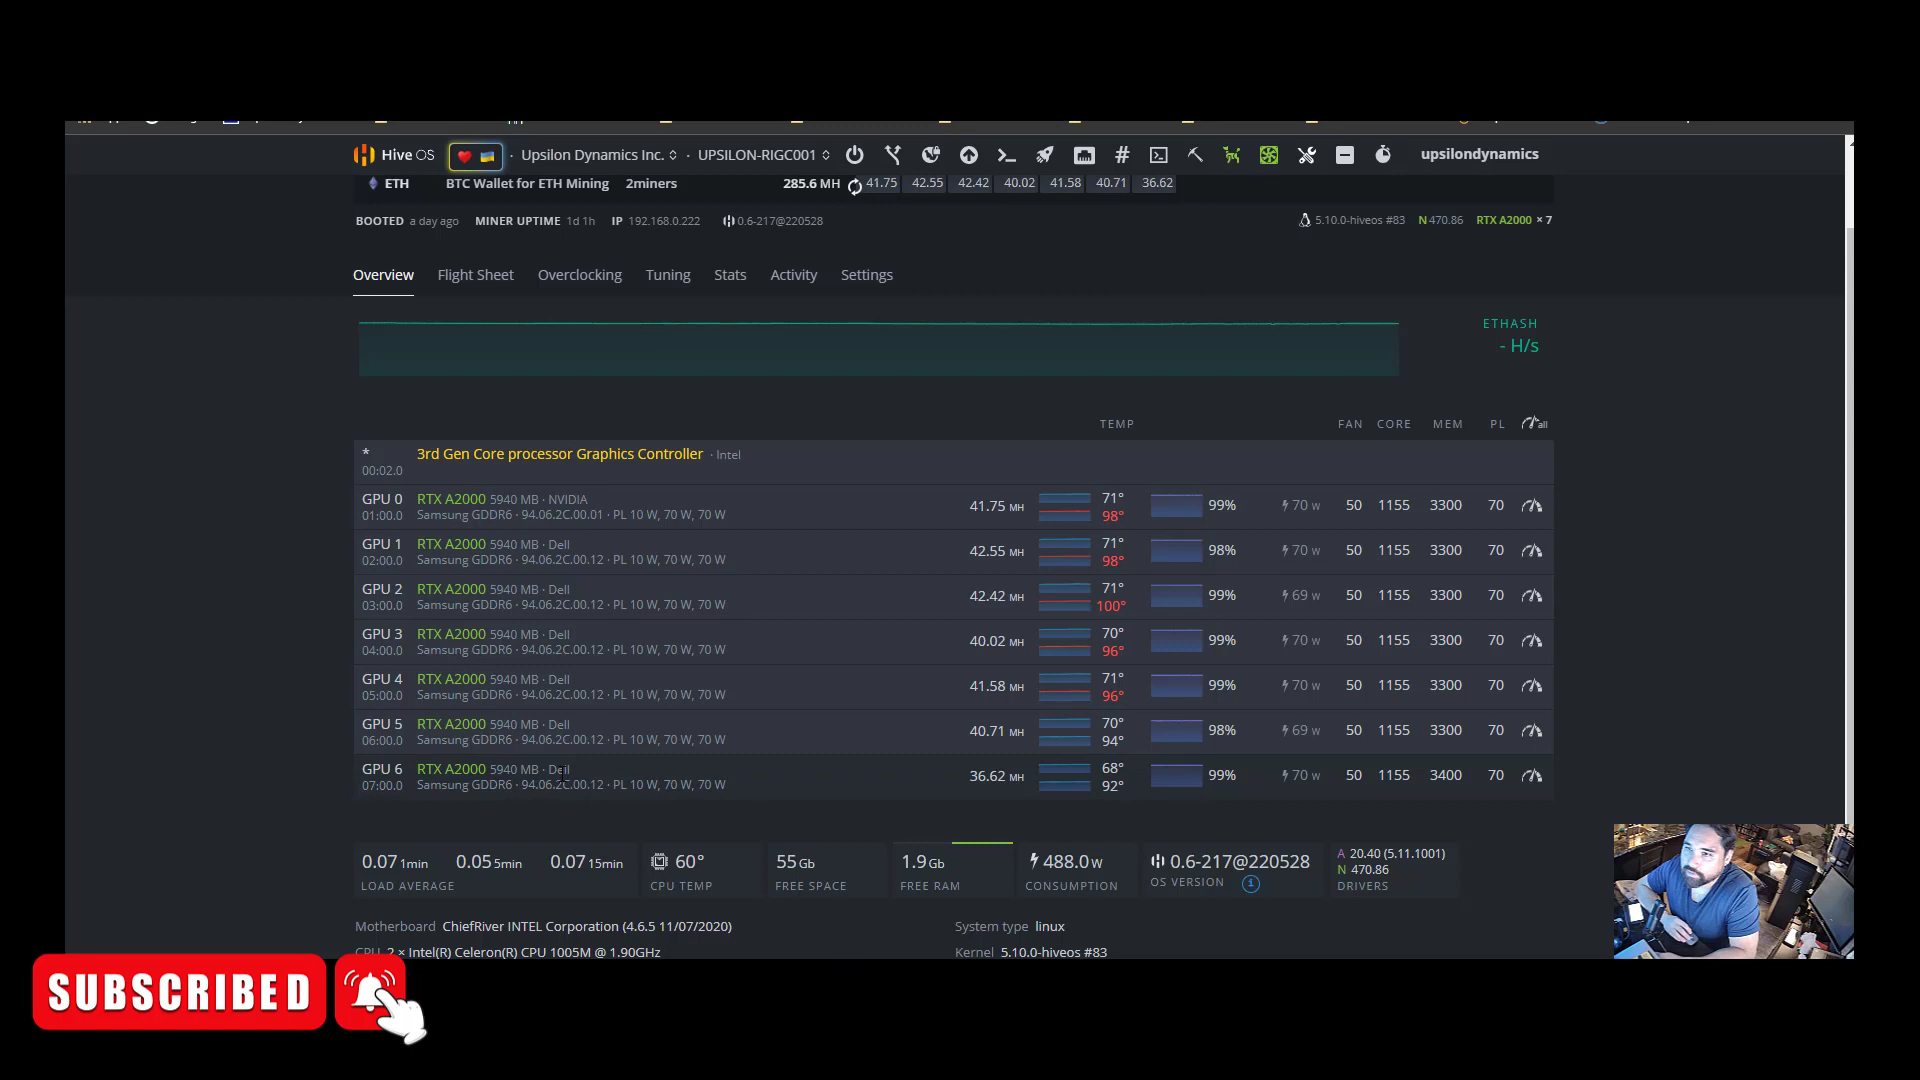 Hive OS · Upsilon Dynamics Inc. · UPSILON-RIGC001 upsilondynamics
ETH BTC Wallet for ETH Mining 2miners 285.6 MH 41.75 42.55 42.42 40.02 41.58 40.71 36.62
BOOTED a day ago MINER UPTIME 1d 1h IP 192.168.0.222 0.6-217@220528 5.10.0-hiveos #83 N 470.86 RTX A2000 × 7
Overview Flight Sheet Overclocking Tuning Stats Activity Settings
ETHASH
- H/s
TEMP FAN CORE MEM PL all
* 3rd Gen Core processor Graphics Controller · Intel
00:02.0
GPU 0 RTX A2000 5940 MB · NVIDIA 41.75 MH 71° 99% 70 W 50 1155 3300 70
01:00.0 Samsung GDDR6 · 94.06.2C.00.01 · PL 10 W, 70 W, 70 W 98°
GPU 1 RTX A2000 5940 MB · Dell 42.55 MH 71° 98% 70 W 50 1155 3300 70
02:00.0 Samsung GDDR6 · 94.06.2C.00.12 · PL 10 W, 70 W, 70 W 98°
GPU 2 RTX A2000 5940 MB · Dell 42.42 MH 71° 99% 69 W 50 1155 3300 70
03:00.0 Samsung GDDR6 · 94.06.2C.00.12 · PL 10 W, 70 W, 70 W 100°
GPU 3 RTX A2000 5940 MB · Dell 40.02 MH 70° 99% 70 W 50 1155 3300 70
04:00.0 Samsung GDDR6 · 94.06.2C.00.12 · PL 10 W, 70 W, 70 W 96°
GPU 4 RTX A2000 5940 MB · Dell 41.58 MH 71° 99% 70 W 50 1155 3300 70
05:00.0 Samsung GDDR6 · 94.06.2C.00.12 · PL 10 W, 70 W, 70 W 96°
GPU 5 RTX A2000 5940 MB · Dell 40.71 MH 70° 98% 69 W 50 1155 3300 70
06:00.0 Samsung GDDR6 · 94.06.2C.00.12 · PL 10 W, 70 W, 70 W 94°
GPU 6 RTX A2000 5940 MB · Dell 36.62 MH 68° 99% 70 W 50 1155 3400 70
07:00.0 Samsung GDDR6 · 94.06.2C.00.12 · PL 10 W, 70 W, 70 W 92°
0.07 1min 0.05 5min 0.07 15min 60° 55 Gb 1.9 Gb 488.0 W 0.6-217@220528 A 20.40 (5.11.1001)
N 470.86
LOAD AVERAGE CPU TEMP FREE SPACE FREE RAM CONSUMPTION OS VERSION DRIVERS
Motherboard ChiefRiver INTEL Corporation (4.6.5 11/07/2020) System type linux
CPU 2 × Intel(R) Celeron(R) CPU 1005M @ 1.90GHz Kernel 5.10.0-hiveos #83
SUBSCRIBED